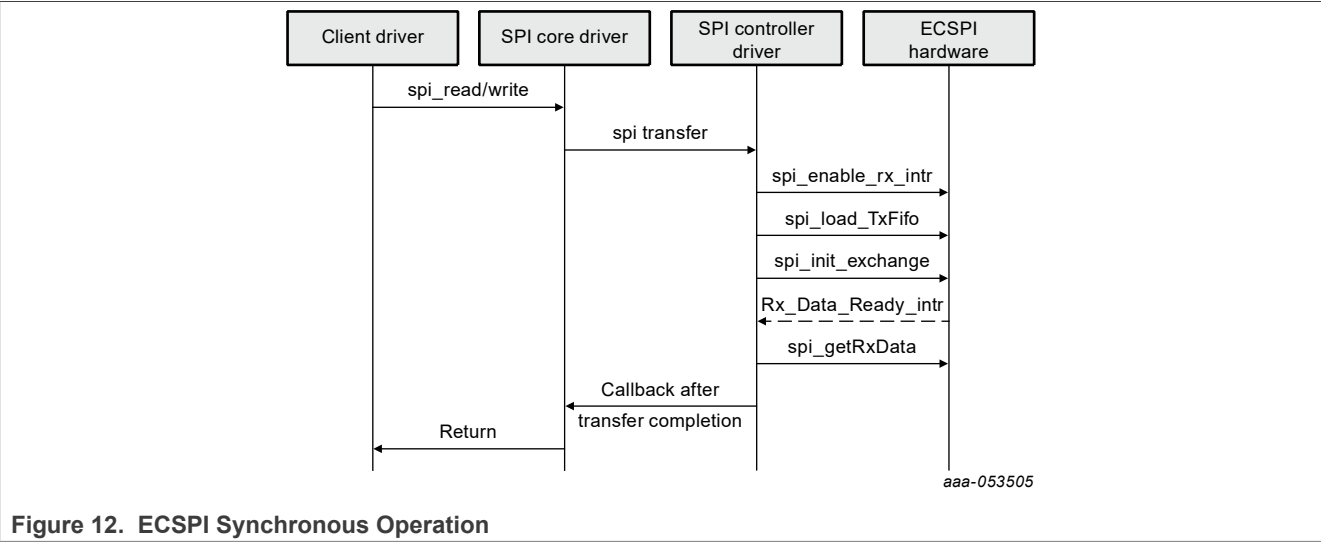 Client driver
SPI core driver
SPI controller
driver
ECSPI
hardware
spi_read/write
spi transfer
spi_enable_rx_intr
spi_load_TxFifo
spi_init_exchange
Rx_Data_Ready_intr
spi_getRxData
Callback after
transfer completion
Return
aaa-053505
Figure 12. ECSPI Synchronous Operation